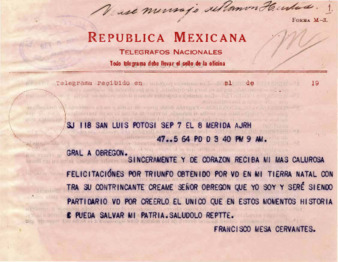 Ramon
FORMA M-3.
REPUBLICA MEXICANA
TELEGRAFOS NACIONALES
Todo telegrama debe llevar el sello de la oficina
Telegrama recibido en el de 19
SJ 118 SAN LUIS POTOSI SEP 7 EL 8 MERIDA AJRH
47..5 64 PD 0 3 40 PM 9 AM.
GRAL A OBREGON.
SINCERAMENTE Y DE CORAZON RECIBA MI MAS CALUROSA
FELICITACIÓNES POR TRIUNFO OBTENIDO POR VD EN MI TIERRA NATAL CON
TRA SU CONTRINCANTE CREAME SEÑOR OBREGON QUE YO SOY Y SERÉ SIENDO
PARTIDARIO VD POR CREERLO EL UNICO QUE EN ESTOS MOMENTOS HISTORIA
PUEDA SALVAR MI PATRIA. SALUDOLO REPTTE.
FRANCISCO MESA CERVANTES.